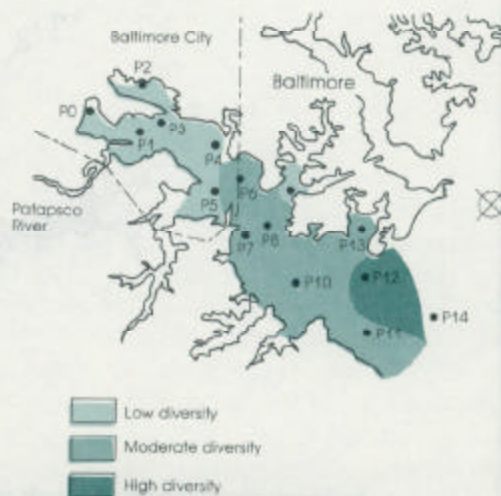 Baltimore City
P2
Baltimore
P0
P3
P1
P4
P6
P5
Patapsco
River
P8
P7
P13
P12
P10
P14
P11
Low diversity
Moderate diversity
High diversity